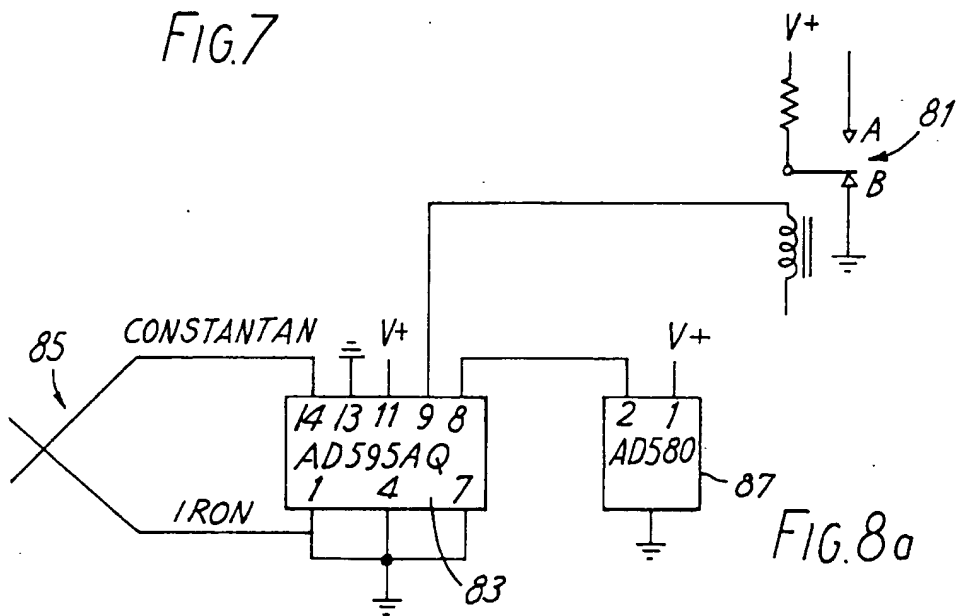 FIG.7
V+
A
81
B
CONSTANTAN
V+
V+
85
14 13 11 9 8
2 1
AD595AQ
AD580
1 4 7
87
IRON
83
FIG.8a